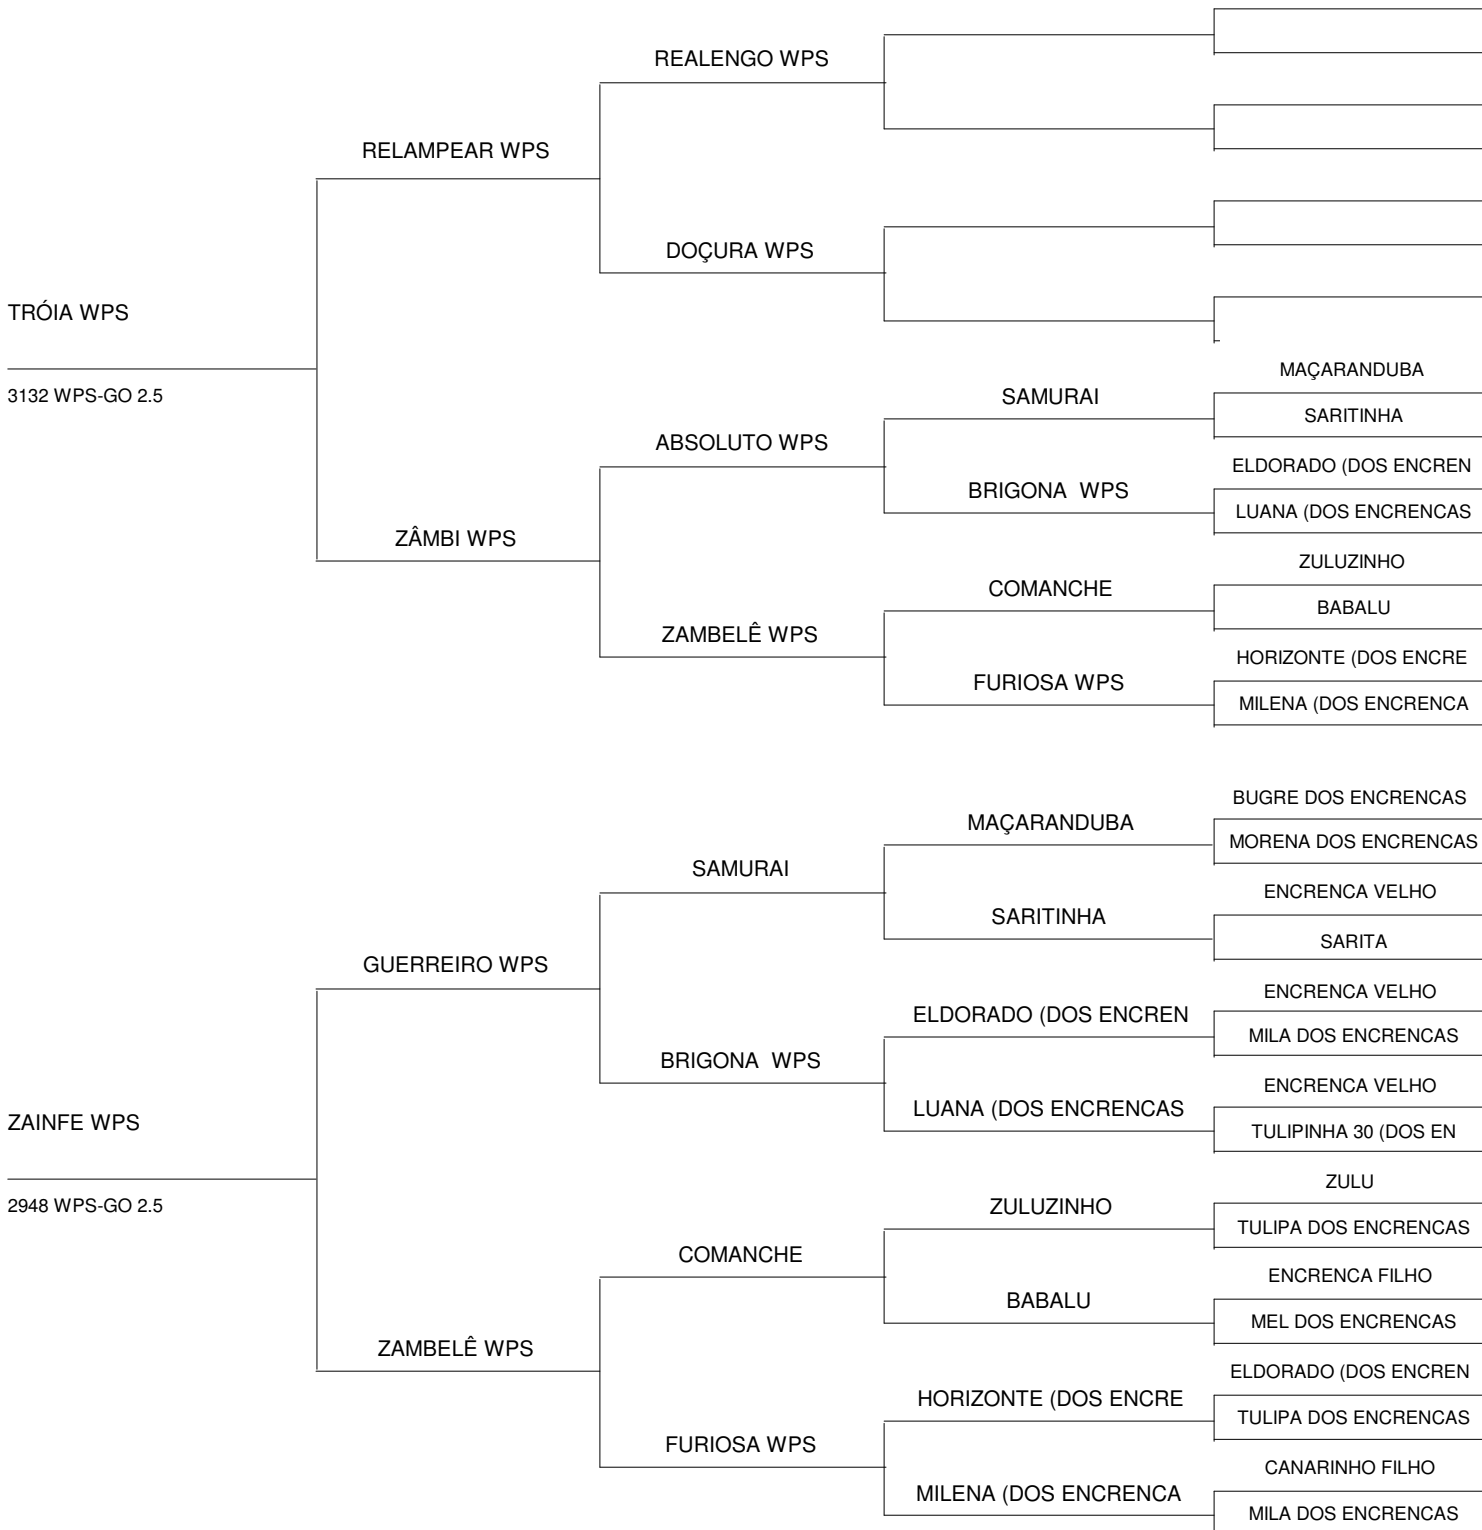 REALENGO WPS
RELAMPEAR WPS
DOÇURA WPS
TRÓIA WPS
3132 WPS-GO 2.5
MAÇARANDUBA
SAMURAI
SARITINHA
ABSOLUTO WPS
ELDORADO (DOS ENCREN
BRIGONA  WPS
LUANA (DOS ENCRENCAS
ZÂMBI WPS
ZULUZINHO
COMANCHE
BABALU
ZAMBELÊ WPS
HORIZONTE (DOS ENCRE
FURIOSA WPS
MILENA (DOS ENCRENCA
BUGRE DOS ENCRENCAS
MAÇARANDUBA
MORENA DOS ENCRENCAS
SAMURAI
ENCRENCA VELHO
SARITINHA
SARITA
GUERREIRO WPS
ENCRENCA VELHO
ELDORADO (DOS ENCREN
MILA DOS ENCRENCAS
BRIGONA  WPS
ENCRENCA VELHO
LUANA (DOS ENCRENCAS
TULIPINHA 30 (DOS EN
ZAINFE WPS
2948 WPS-GO 2.5
ZULU
ZULUZINHO
TULIPA DOS ENCRENCAS
COMANCHE
ENCRENCA FILHO
BABALU
MEL DOS ENCRENCAS
ZAMBELÊ WPS
ELDORADO (DOS ENCREN
HORIZONTE (DOS ENCRE
TULIPA DOS ENCRENCAS
FURIOSA WPS
CANARINHO FILHO
MILENA (DOS ENCRENCA
MILA DOS ENCRENCAS